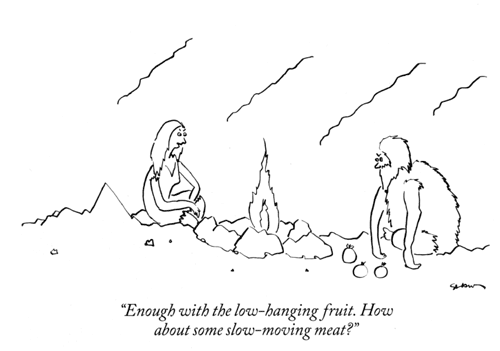 “Enough with the low-hanging fruit. How
about some slow-moving meat?”